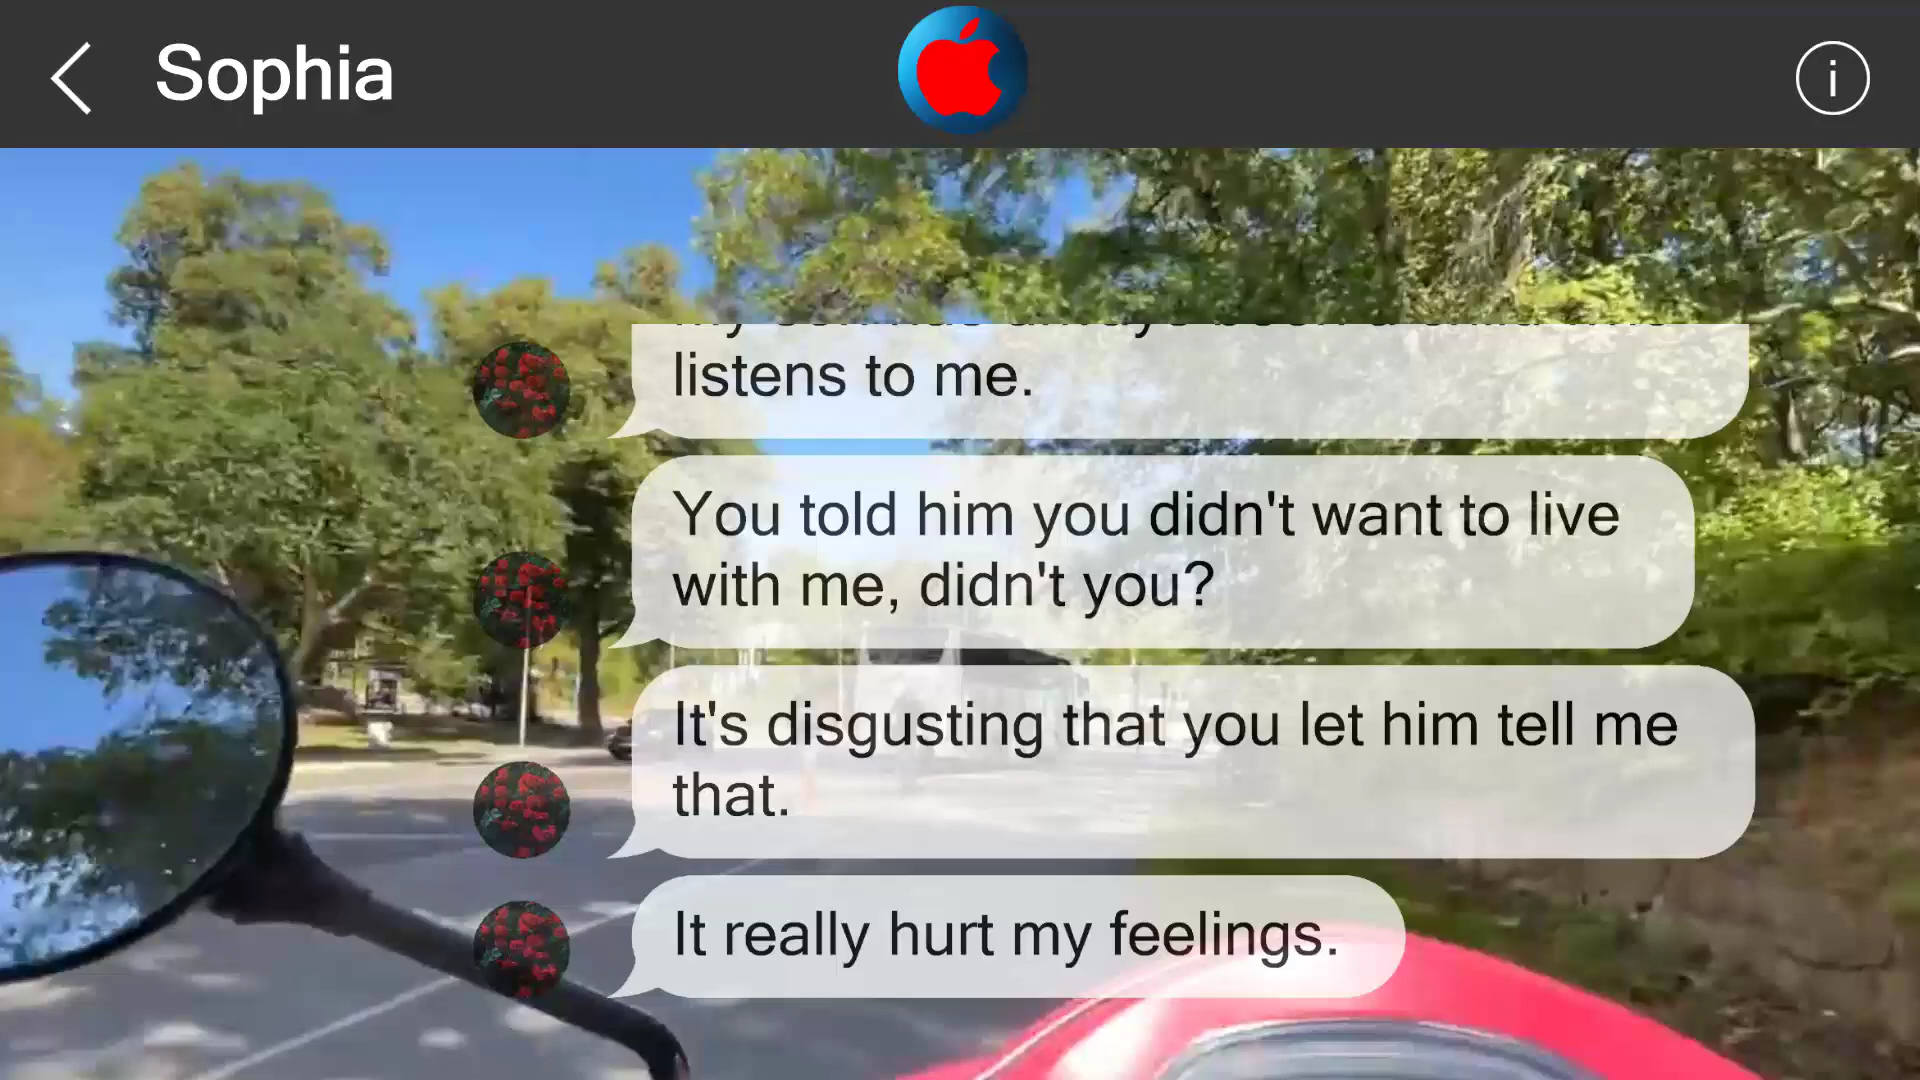 Sophia
listens to me.
You told him you didn't want to live
with me, didn't you?
It's disgusting that you let him tell me
that.
It really hurt my feelings.